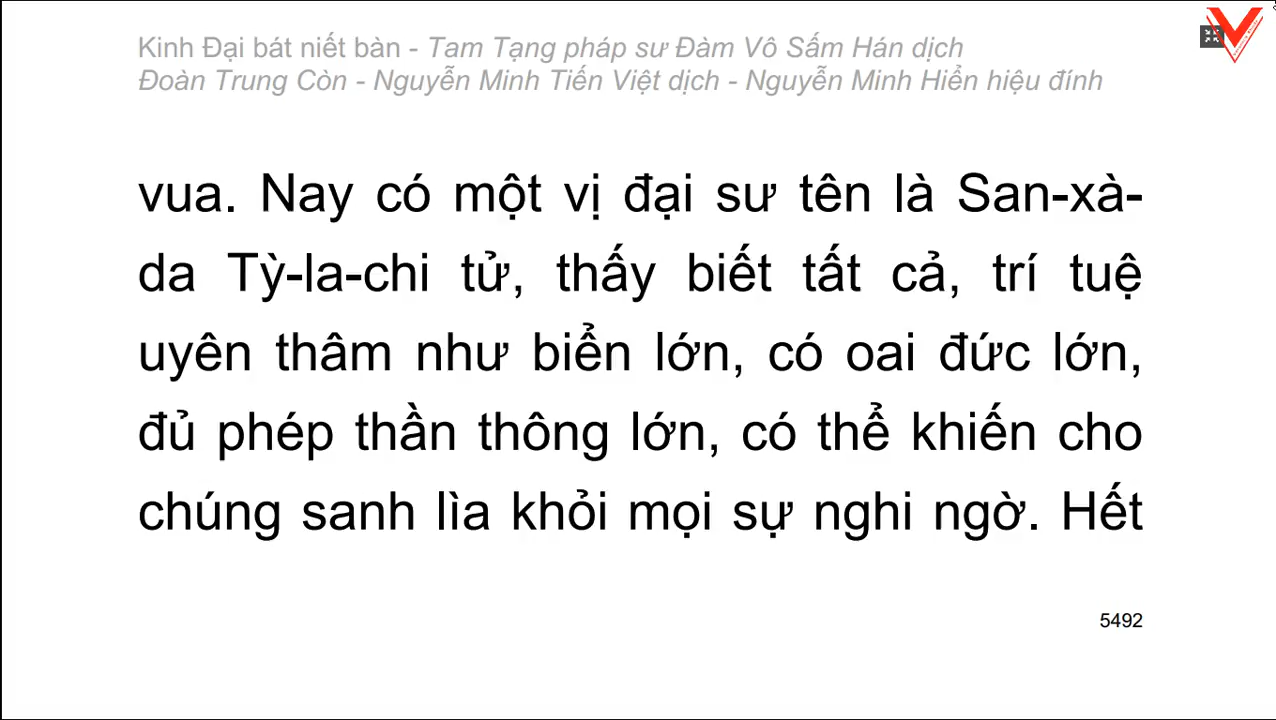 Kinh Đại bát niết bàn - Tam Tạng pháp sư Đàm Vô Sấm Hán dịch
Đoàn Trung Còn - Nguyễn Minh Tiến Việt dịch - Nguyễn Minh Hiển hiệu đính
vua. Nay có một vị đại sư tên là San-xà-
da Tỳ-la-chi tử, thấy biết tất cả, trí tuệ
uyên thâm như biển lớn, có oai đức lớn,
đủ phép thần thông lớn, có thể khiến cho
chúng sanh lìa khỏi mọi sự nghi ngờ. Hết
5492